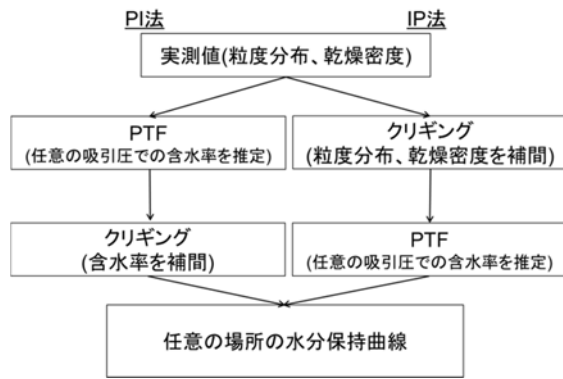 PI法
IP法
実測値(粒度分布、乾燥密度)
PTF
(任意の吸引圧での含水率を推定)
クリギング
(粒度分布、乾燥密度を補間)
クリギング
(含水率を補間)
PTF
(任意の吸引圧での含水率を推定)
任意の場所の水分保持曲線